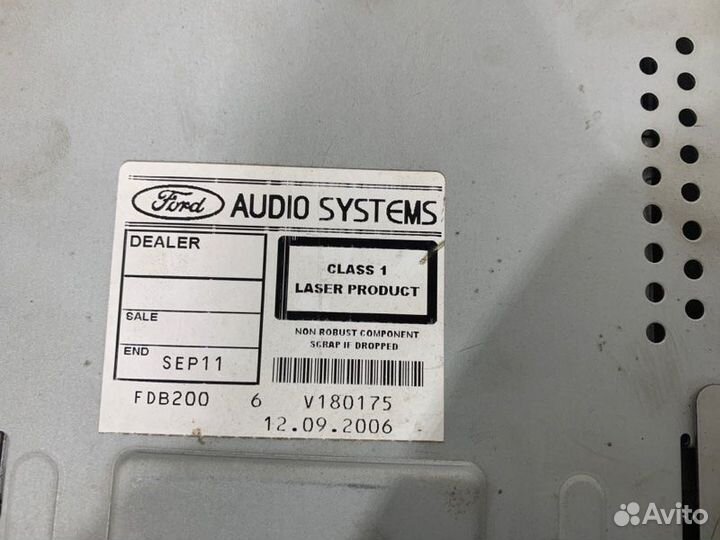 Ford AUDIO SYSTEMS
DEALER
SALE
END SEP11
CLASS 1
LASER PRODUCT
NON ROBUST COMPONENT
SCRAP IF DROPPED
FDB200 6 V180175
12.09.2006
Avito